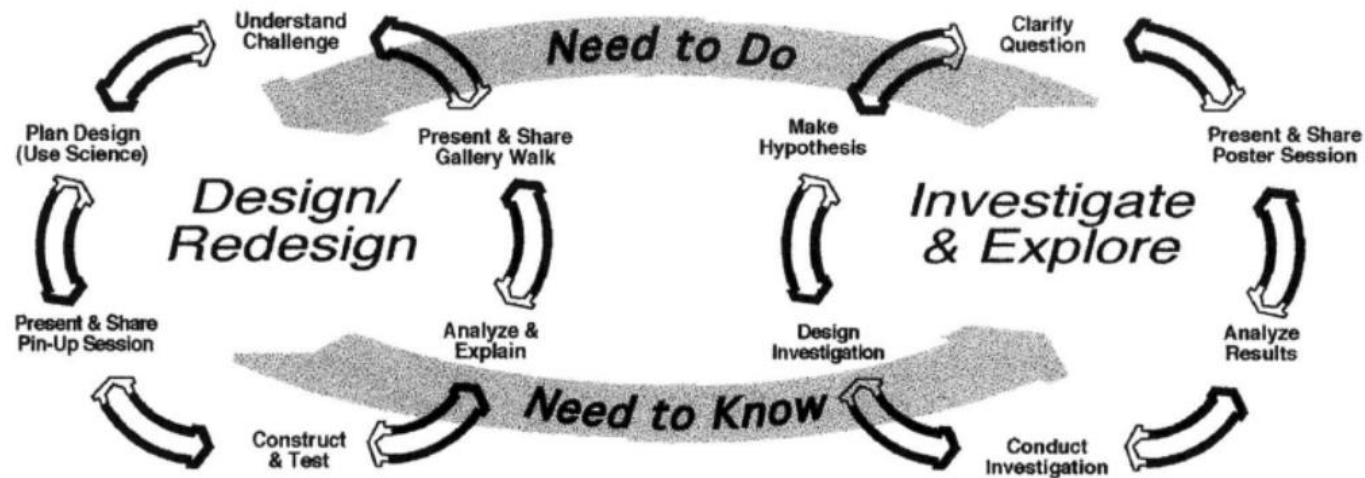 Understand
Challenge
Need to Do
Clarify
Question
Plan Design
(Use Science)
Present & Share
Gallery Walk
Make
Hypothesis
Present & Share
Poster Session
Design/
Redesign
Investigate
& Explore
Present & Share
Pin-Up Session
Analyze &
Explain
Design
Investigation
Analyze
Results
Need to Know
Construct
& Test
Conduct
Investigation